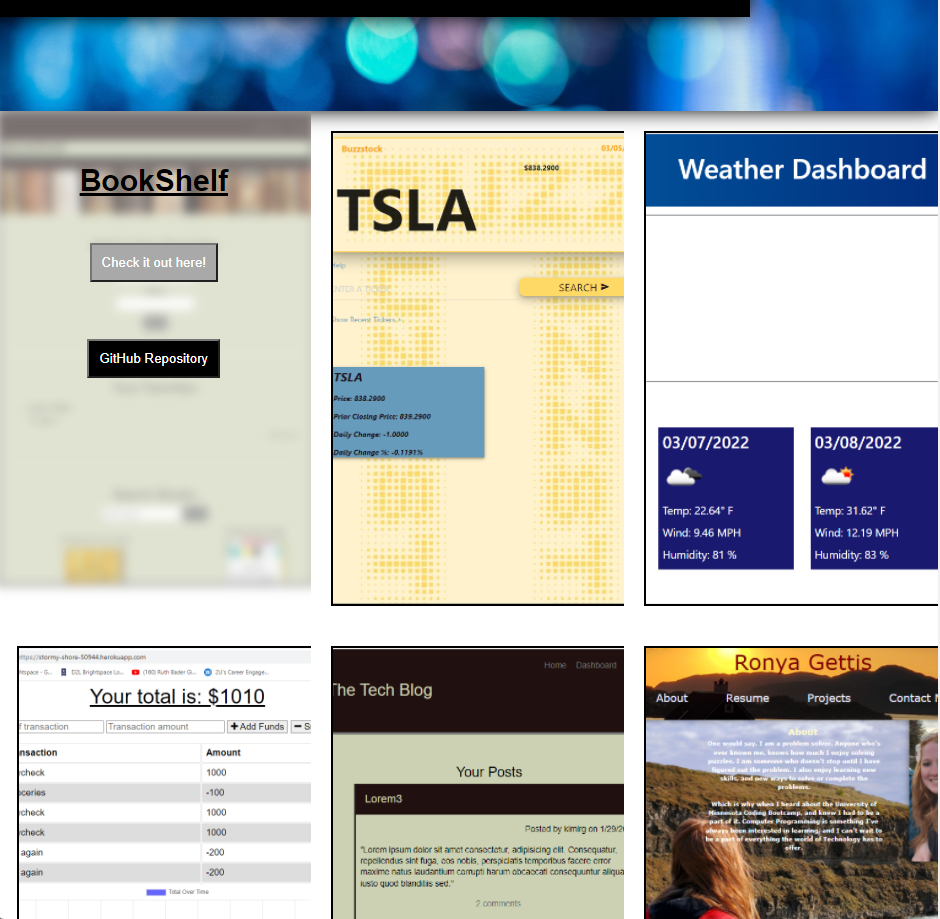 BookShelf
Check it out here!
GitHub Repository
Buzzstock
03/05/
$838.2900
TSLA
Help
ENTER A
SEARCH
Show Recent Tickers
TSLA
Price: 838.2900
Prior Closing Price: 839.2900
Daily Change: -1.0000
Daily Change %: -0.1191%
Weather Dashboard
03/07/2022
Temp: 22.64° F
Wind: 9.46 MPH
Humidity: 81 %
03/08/2022
Temp: 31.62° F
Wind: 12.19 MPH
Humidity: 83 %
https://stormy-shore-50944.herokuapp.com
htspace - G... D2L Brightspace Lo... (180) Ruth Bader G... 2U's Career Engage...
Your total is: $1010
f transaction
Transaction amount
Add Funds
S
nsaction Amount
check 1000
ceries -100
check 1000
check 1000
again -200
again -200
Total Over Time
Home Dashboard
The Tech Blog
Your Posts
Lorem3
Posted by kimirg on 1/29/20
"Lorem ipsum dolor sit amet consectetur, adipisicing elit. Consequatur,
repellendus sint fuga, eos nobis, perspiciatis temporibus facere error
maxime natus laudantium corrupti harum obcaecati consequuntur aliqua
iusto quod blanditiis sed."
2 comments
Ronya Gettis
About Resume Projects Contact M
About
One would say, I am a problem solver. Anyone who's
ever known me, knows how much I enjoy solving
puzzles. I am someone who doesn't stop until I have
figured out the problem. I also enjoy learning new
skills, and new ways to solve or complete the
problems.
Which is why when I heard about the University of
Minnesota Coding Bootcamp, and knew I had to be a
part of it. Computer Programming is something I've
always been interested in learning, and I can't wait to
be a part of everything the world of Technology has to
offer.